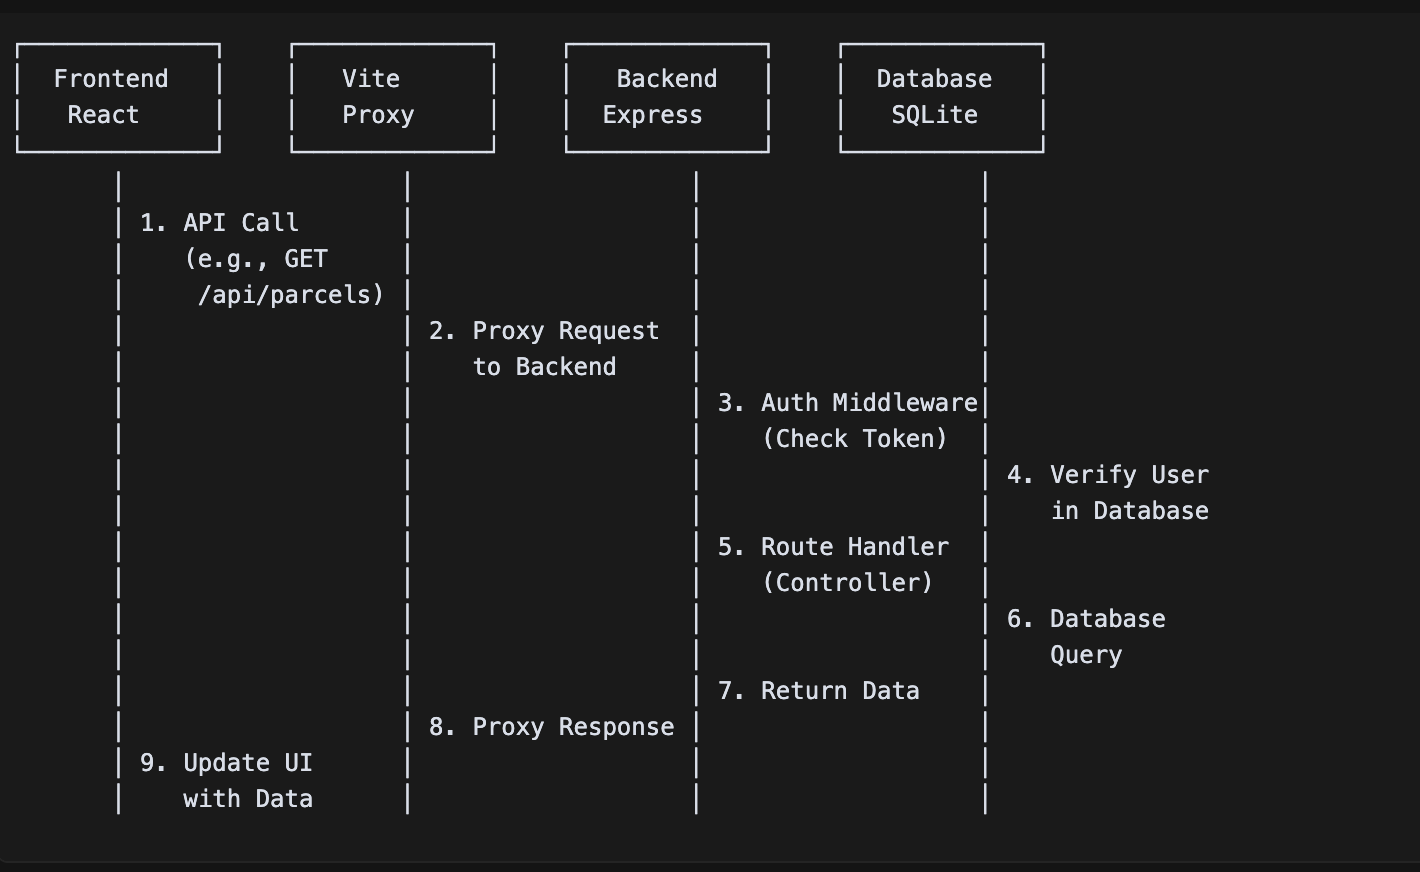 Frontend Vite Backend Database
React Proxy Express SQLite
1. API Call
(e.g., GET
/api/parcels)
2. Proxy Request
to Backend
3. Auth Middleware
(Check Token)
4. Verify User
in Database
5. Route Handler
(Controller)
6. Database
Query
7. Return Data
8. Proxy Response
9. Update UI
with Data